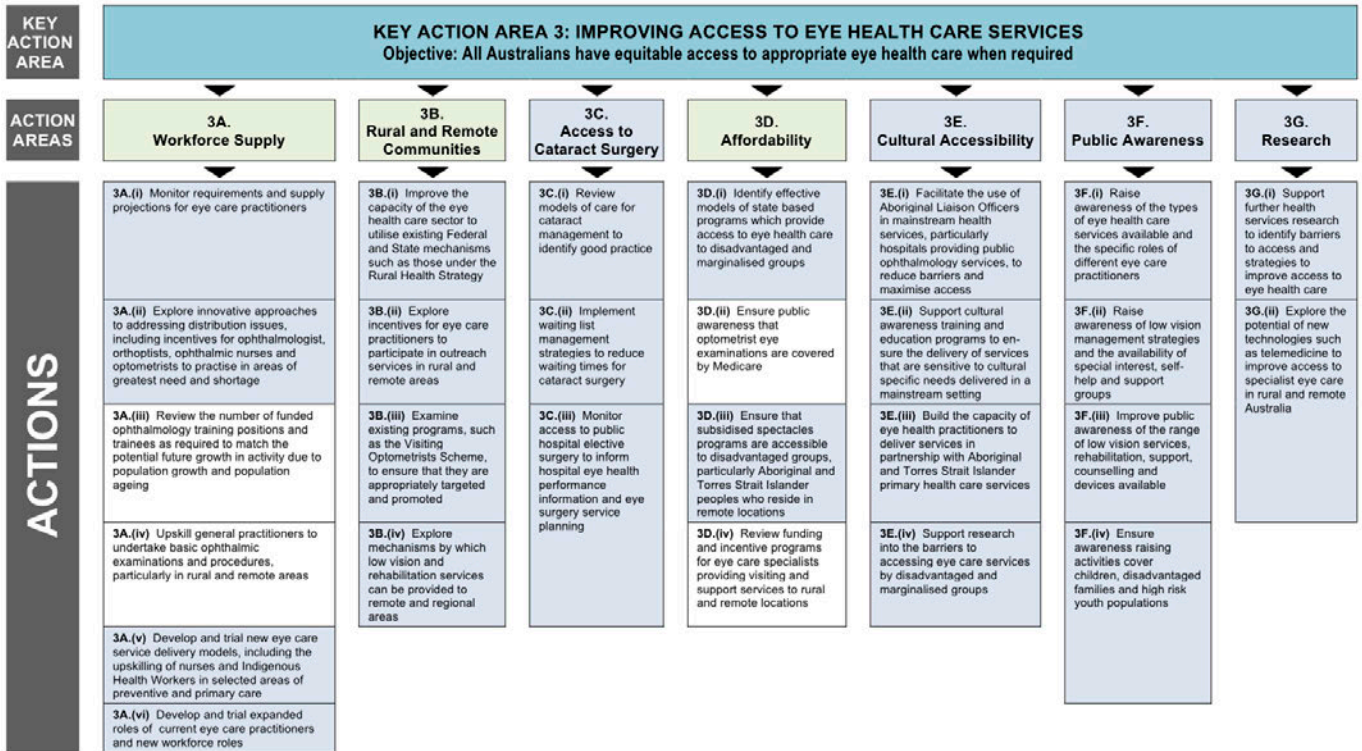 KEY
ACTION
AREA
KEY ACTION AREA 3: IMPROVING ACCESS TO EYE HEALTH CARE SERVICES
Objective: All Australians have equitable access to appropriate eye health care when required
ACTION
AREAS
3A.
Workforce Supply
3B.
Rural and Remote
Communities
3C.
Access to
Cataract Surgery
3D.
Affordability
3E.
Cultural Accessibility
3F.
Public Awareness
3G.
Research
ACTIONS
3A.(i) Monitor requirements and supply
projections for eye care practitioners
3A.(ii) Explore innovative approaches
to addressing distribution issues,
including incentives for ophthalmologist,
orthoptists, ophthalmic nurses and
optometrists to practise in areas of
greatest need and shortage
3A.(iii) Review the number of funded
ophthalmology training positions and
trainees as required to match the
potential future growth in activity due to
population growth and population
ageing
3A.(iv) Upskill general practitioners to
undertake basic ophthalmic
examinations and procedures,
particularly in rural and remote areas
3A.(v) Develop and trial new eye care
service delivery models, including the
upskilling of nurses and Indigenous
Health Workers in selected areas of
preventive and primary care
3A.(vi) Develop and trial expanded
roles of current eye care practitioners
and new workforce roles
3B.(i) Improve the
capacity of the eye
health care sector to
utilise existing Federal
and State mechanisms
such as those under the
Rural Health Strategy
3B.(ii) Explore
incentives for eye care
practitioners to
participate in outreach
services in rural and
remote areas
3B.(iii) Examine
existing programs, such
as the Visiting
Optometrists Scheme,
to ensure that they are
appropriately targeted
and promoted
3B.(iv) Explore
mechanisms by which
low vision and
rehabilitation services
can be provided to
remote and regional
areas
3C.(i) Review
models of care for
cataract
management to
identify good practice
3C.(ii) Implement
waiting list
management
strategies to reduce
waiting times for
cataract surgery
3C.(iii) Monitor
access to public
hospital elective
surgery to inform
hospital eye health
performance
information and eye
surgery service
planning
3D.(i) Identify effective
models of state based
programs which provide
access to eye health care
to disadvantaged and
marginalised groups
3D.(ii) Ensure public
awareness that
optometrist eye
examinations are covered
by Medicare
3D.(iii) Ensure that
subsidised spectacles
programs are accessible
to disadvantaged groups,
particularly Aboriginal and
Torres Strait Islander
peoples who reside in
remote locations
3D.(iv) Review funding
and incentive programs
for eye care specialists
providing visiting and
support services to rural
and remote locations
3E.(i) Facilitate the use of
Aboriginal Liaison Officers
in mainstream health
services, particularly
hospitals providing public
ophthalmology services, to
reduce barriers and
maximise access
3E.(ii) Support cultural
awareness training and
education programs to en-
sure the delivery of services
that are sensitive to cultural
specific needs delivered in a
mainstream setting
3E.(iii) Build the capacity of
eye health practitioners to
deliver services in
partnership with Aboriginal
and Torres Strait Islander
primary health care services
3E.(iv) Support research
into the barriers to
accessing eye care services
by disadvantaged and
marginalised groups
3F.(i) Raise
awareness of the types
of eye health care
services available and
the specific roles of
different eye care
practitioners
3F.(ii) Raise
awareness of low vision
management strategies
and the availability of
special interest, self-
help and support
groups
3F.(iii) Improve public
awareness of the range
of low vision services,
rehabilitation, support,
counselling and
devices available
3F.(iv) Ensure
awareness raising
activities cover
children, disadvantaged
families and high risk
youth populations
3G.(i) Support
further health
services research
to identify barriers
to access and
strategies to
improve access to
eye health care
3G.(ii) Explore the
potential of new
technologies such
as telemedicine to
improve access to
specialist eye care
in rural and remote
Australia